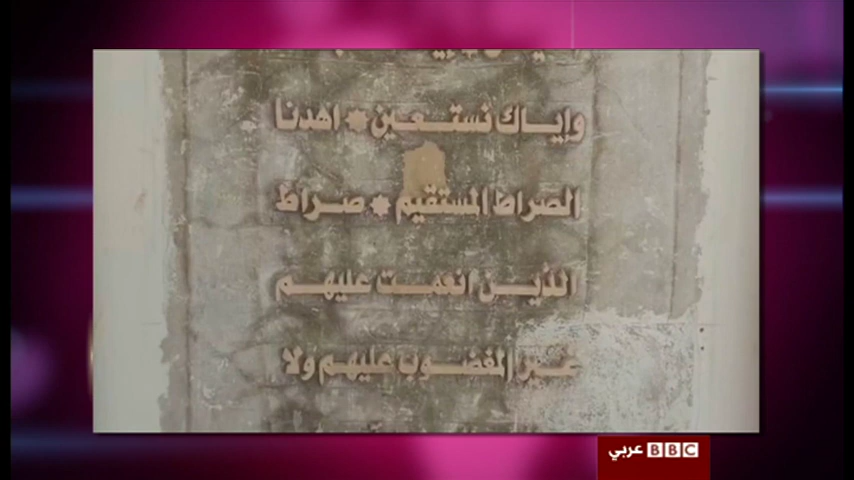 وإياك نستعين * اهدنا
الصراط المستقيم * صراط
الذين انعمت عليهم
غير المغضوب عليهم ولا
عربي BBC